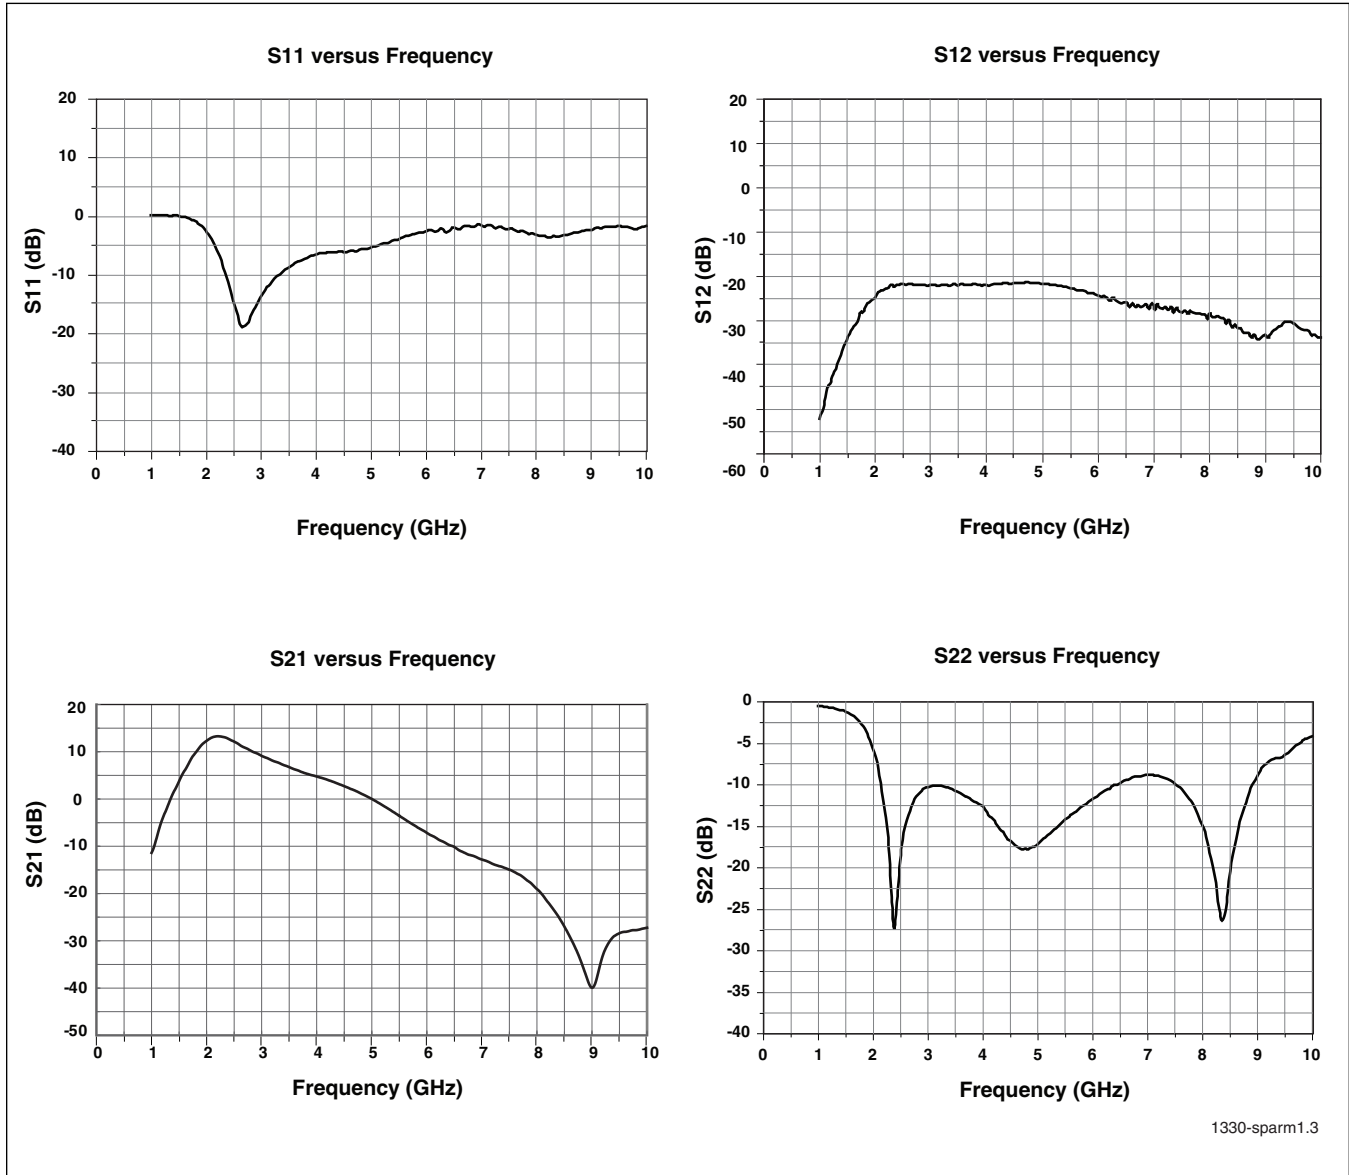 S11 versus Frequency
20
10
0
-10
-20
-30
-40
S11 (dB)
0 1 2 3 4 5 6 7 8 9 10
Frequency (GHz)
S12 versus Frequency
20
10
0
-10
-20
-30
-40
-50
-60
S12 (dB)
0 1 2 3 4 5 6 7 8 9 10
Frequency (GHz)
S21 versus Frequency
20
10
0
-10
-20
-30
-40
-50
S21 (dB)
0 1 2 3 4 5 6 7 8 9 10
Frequency (GHz)
S22 versus Frequency
0
-5
-10
-15
-20
-25
-30
-35
-40
S22 (dB)
0 1 2 3 4 5 6 7 8 9 10
Frequency (GHz)
1330-sparm1.3